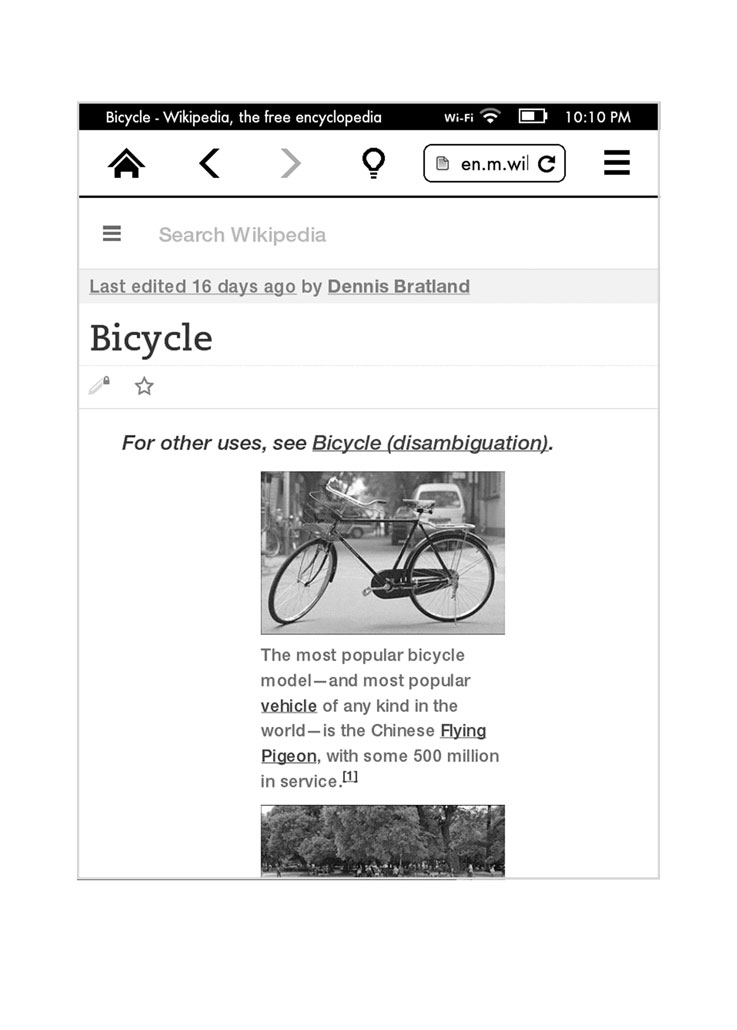 Bicycle - Wikipedia, the free encyclopedia Wi-Fi 10:10 PM
en.m.wil
Search Wikipedia
Last edited 16 days ago by Dennis Bratland
Bicycle
For other uses, see Bicycle (disambiguation).
The most popular bicycle
model—and most popular
vehicle of any kind in the
world—is the Chinese Flying
Pigeon, with some 500 million
in service.[1]